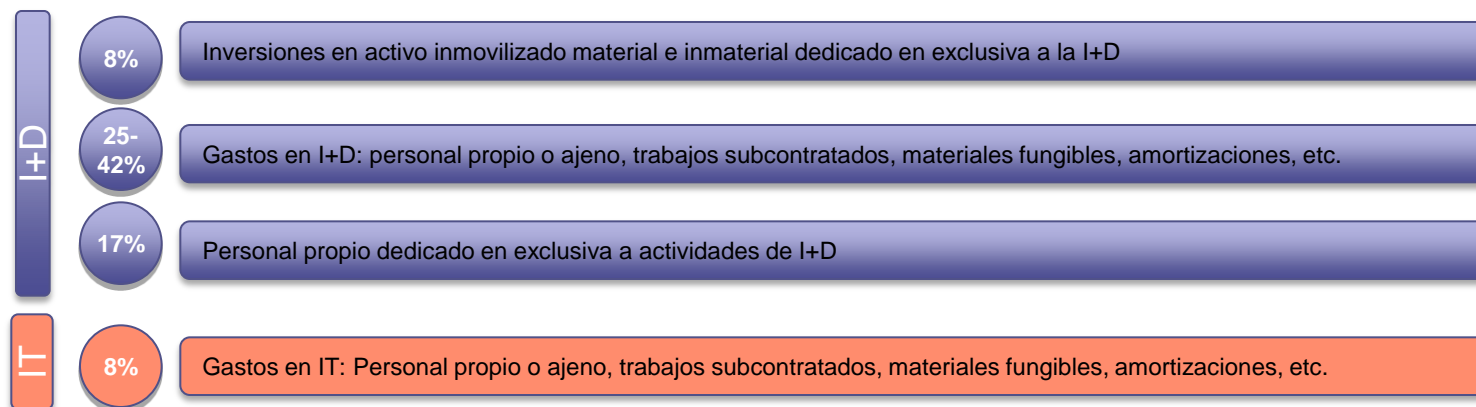 I+D
8%
Inversiones en activo inmovilizado material e inmaterial dedicado en exclusiva a la I+D
25-
42%
Gastos en I+D: personal propio o ajeno, trabajos subcontratados, materiales fungibles, amortizaciones, etc.
17%
Personal propio dedicado en exclusiva a actividades de I+D
IT
8%
Gastos en IT: Personal propio o ajeno, trabajos subcontratados, materiales fungibles, amortizaciones, etc.